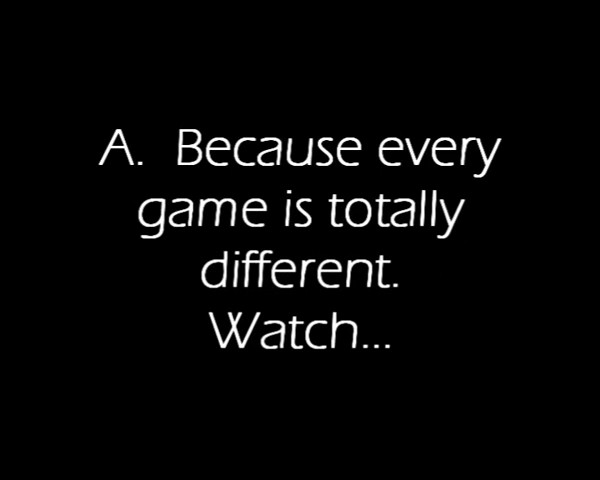 A.  Because every
game is totally
different.
Watch...